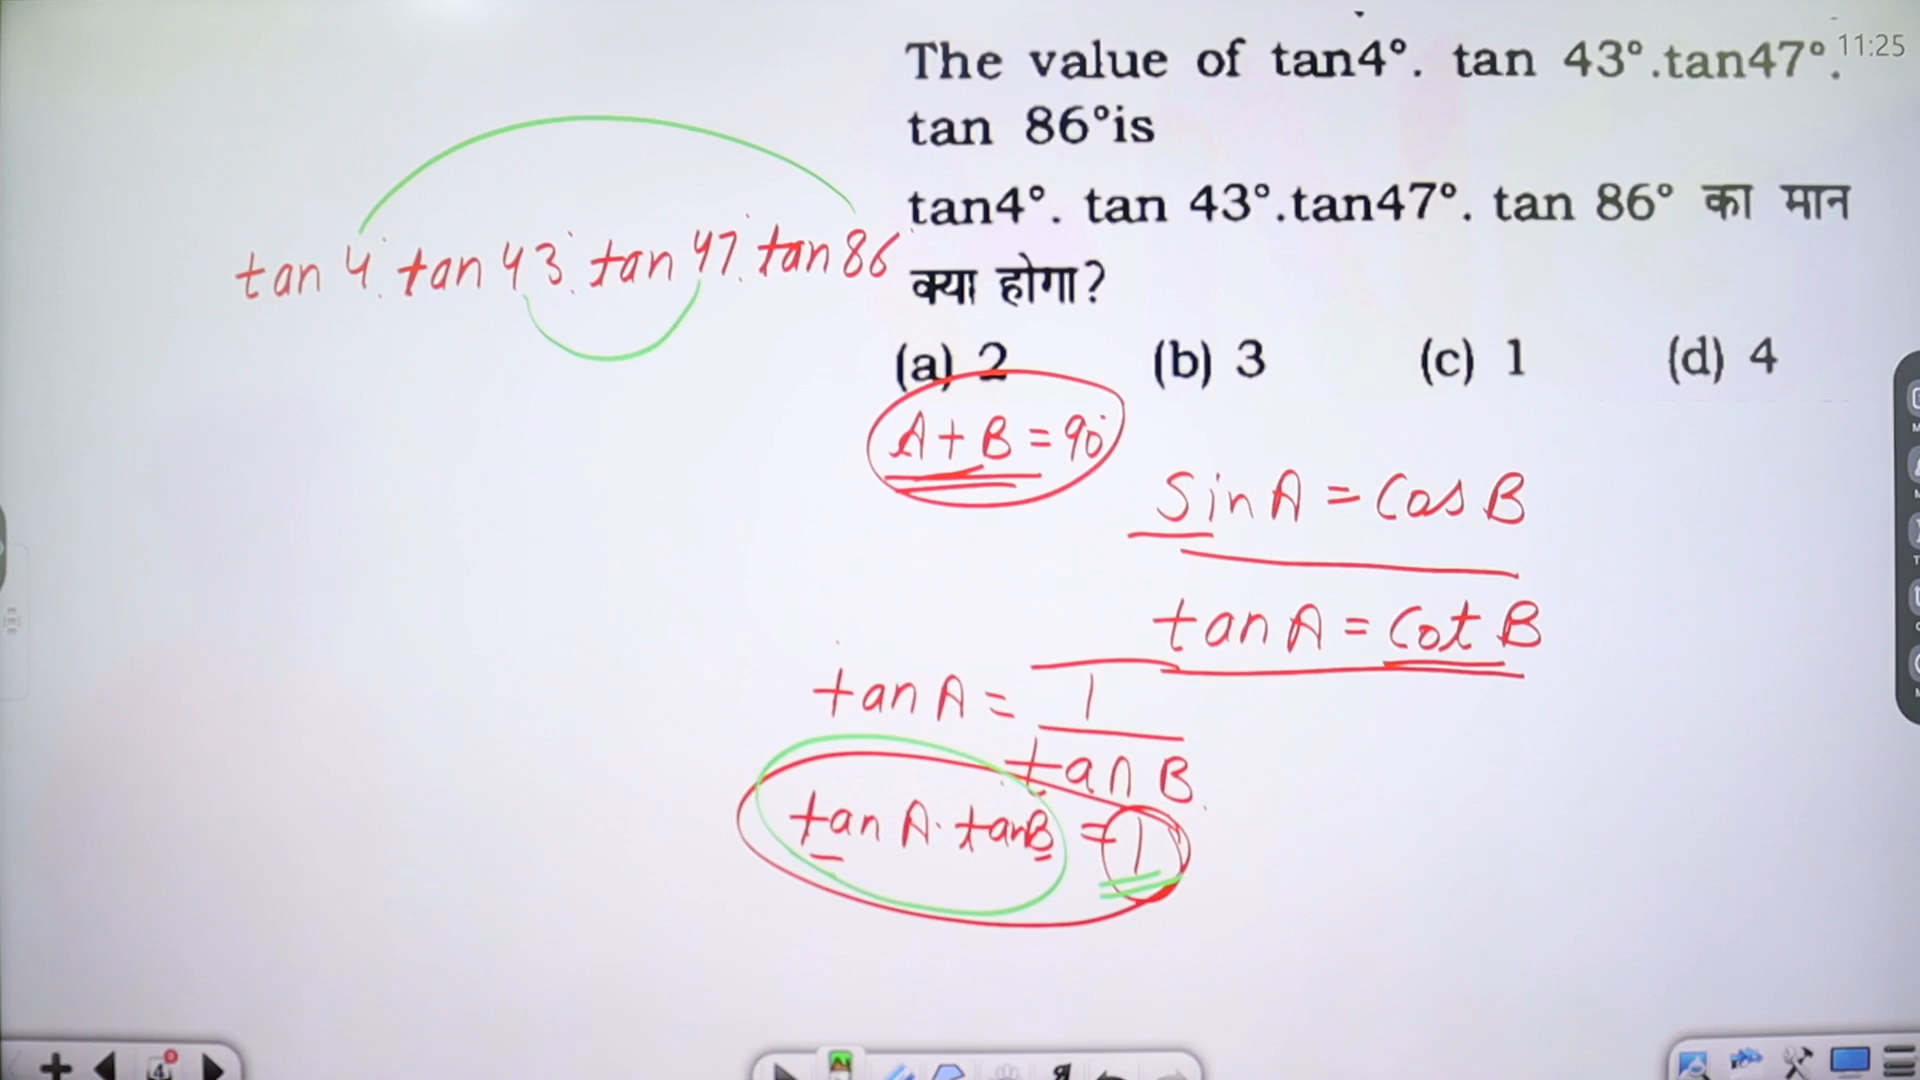 11:25
The value of tan4°. tan 43°.tan47°.
tan 86°is
tan4°. tan 43°.tan47°. tan 86° का मान
क्या होगा?
(a) 2 (b) 3 (c) 1 (d) 4
tan 4°. tan 43°. tan 47°. tan 86°
A + B = 90°
Sin A = Cos B
tan A = Cot B
tan A = 1
tan B
tan A. tan B = 1